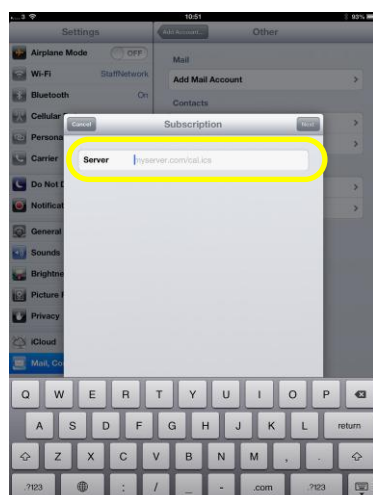 ...3 10:51 93%
Settings Add Account... Other
Airplane Mode OFF
Mail
Wi-Fi StaffNetwork
Add Mail Account
Bluetooth On
Contacts
Cellular
Cancel Subscription Next
Persona
Carrier
Server myserver.com/cal.ics
Do Not D
Notificat
General
Sounds
Brightne
Picture F
Privacy
iCloud
Mail, Co
Q W E R T Y U I O P
A S D F G H J K L return
Z X C V B N M , .
.?123 : / _ - .com .?123